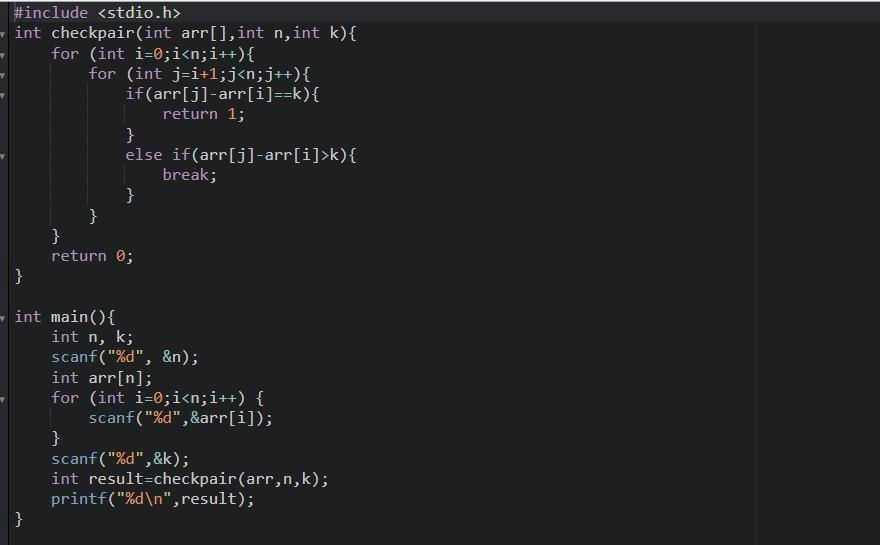 #include <stdio.h>
int checkpair(int arr[],int n,int k){
    for (int i=0;i<n;i++){
        for (int j=i+1;j<n;j++){
            if(arr[j]-arr[i]==k){
                return 1;
            }
            else if(arr[j]-arr[i]>k){
                break;
            }
        }
    }
    return 0;
}

int main(){
    int n, k;
    scanf("%d", &n);
    int arr[n];
    for (int i=0;i<n;i++) {
        scanf("%d",&arr[i]);
    }
    scanf("%d",&k);
    int result=checkpair(arr,n,k);
    printf("%d\n",result);
}